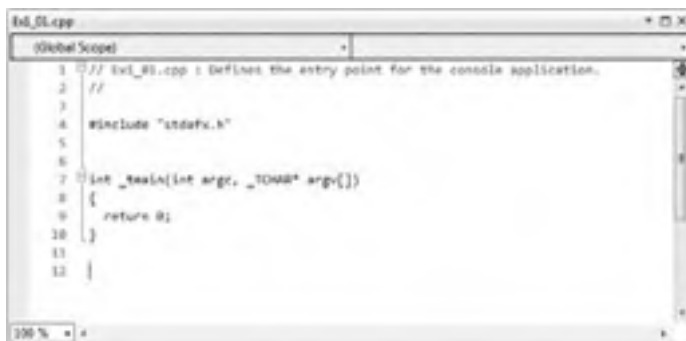 Ex1_01.cpp
(Global Scope)
1 // Ex1_01.cpp : Defines the entry point for the console application.
2 //
3
4 #include "stdafx.h"
5
6
7 int _tmain(int argc, _TCHAR* argv[])
8 {
9 return 0;
10 }
11
12
100 %